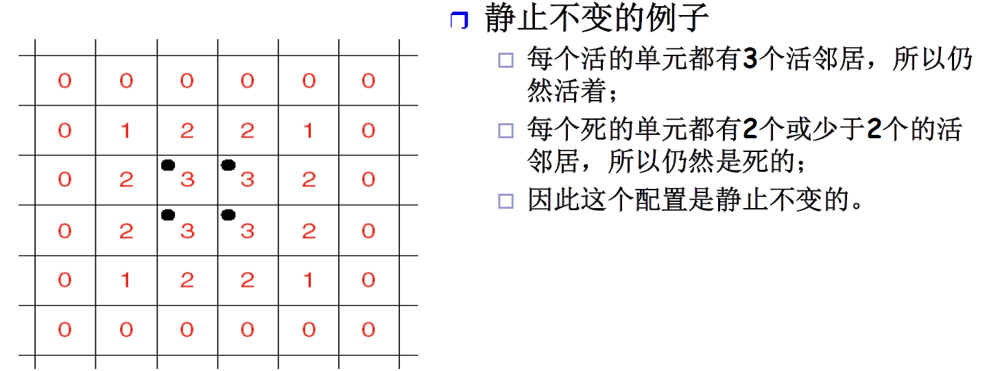 静止不变的例子
每个活的单元都有3个活邻居，所以仍
然活着；
每个死的单元都有2个或少于2个的活
邻居，所以仍然是死的；
因此这个配置是静止不变的。
0 0 0 0 0 0
0 1 2 2 1 0
0 2 3 3 2 0
0 2 3 3 2 0
0 1 2 2 1 0
0 0 0 0 0 0